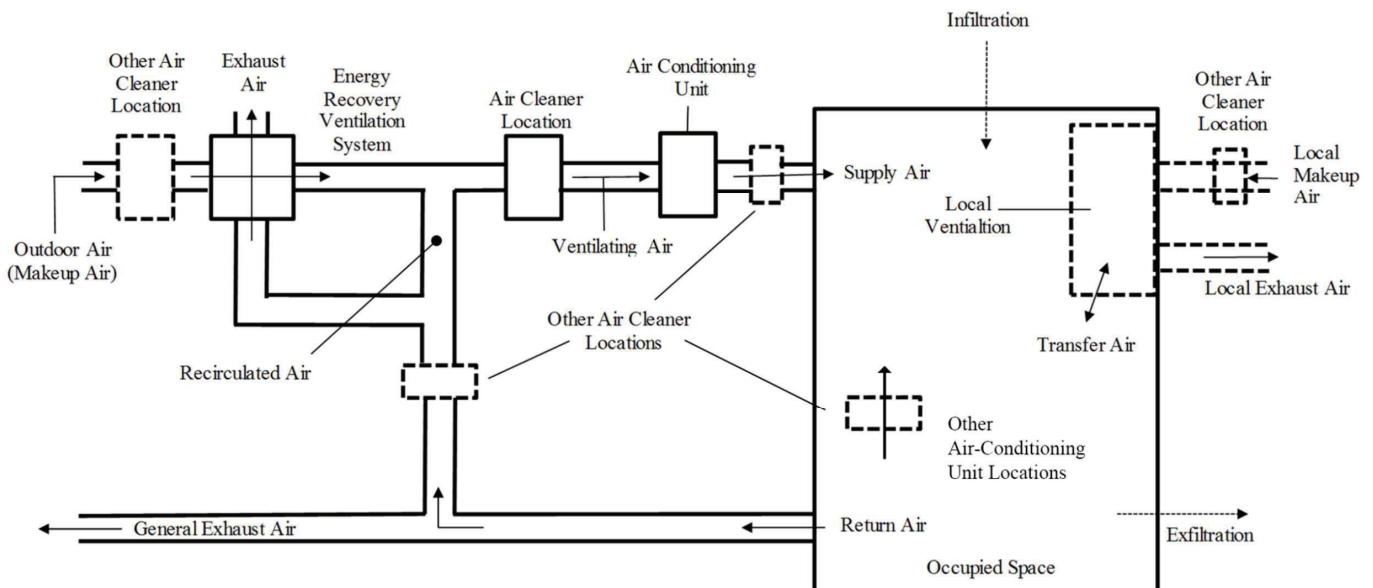 Infiltration
Other Air
Cleaner
Location
Exhaust
Air
Energy
Recovery
Ventilation
System
Air Cleaner
Location
Air Conditioning
Unit
Other Air
Cleaner
Location
Outdoor Air
(Makeup Air)
Ventilating Air
Supply Air
Local
Ventialtion
Local
Makeup
Air
Local Exhaust Air
Recirculated Air
Other Air Cleaner
Locations
Transfer Air
Other
Air-Conditioning
Unit Locations
General Exhaust Air
Return Air
Exfiltration
Occupied Space